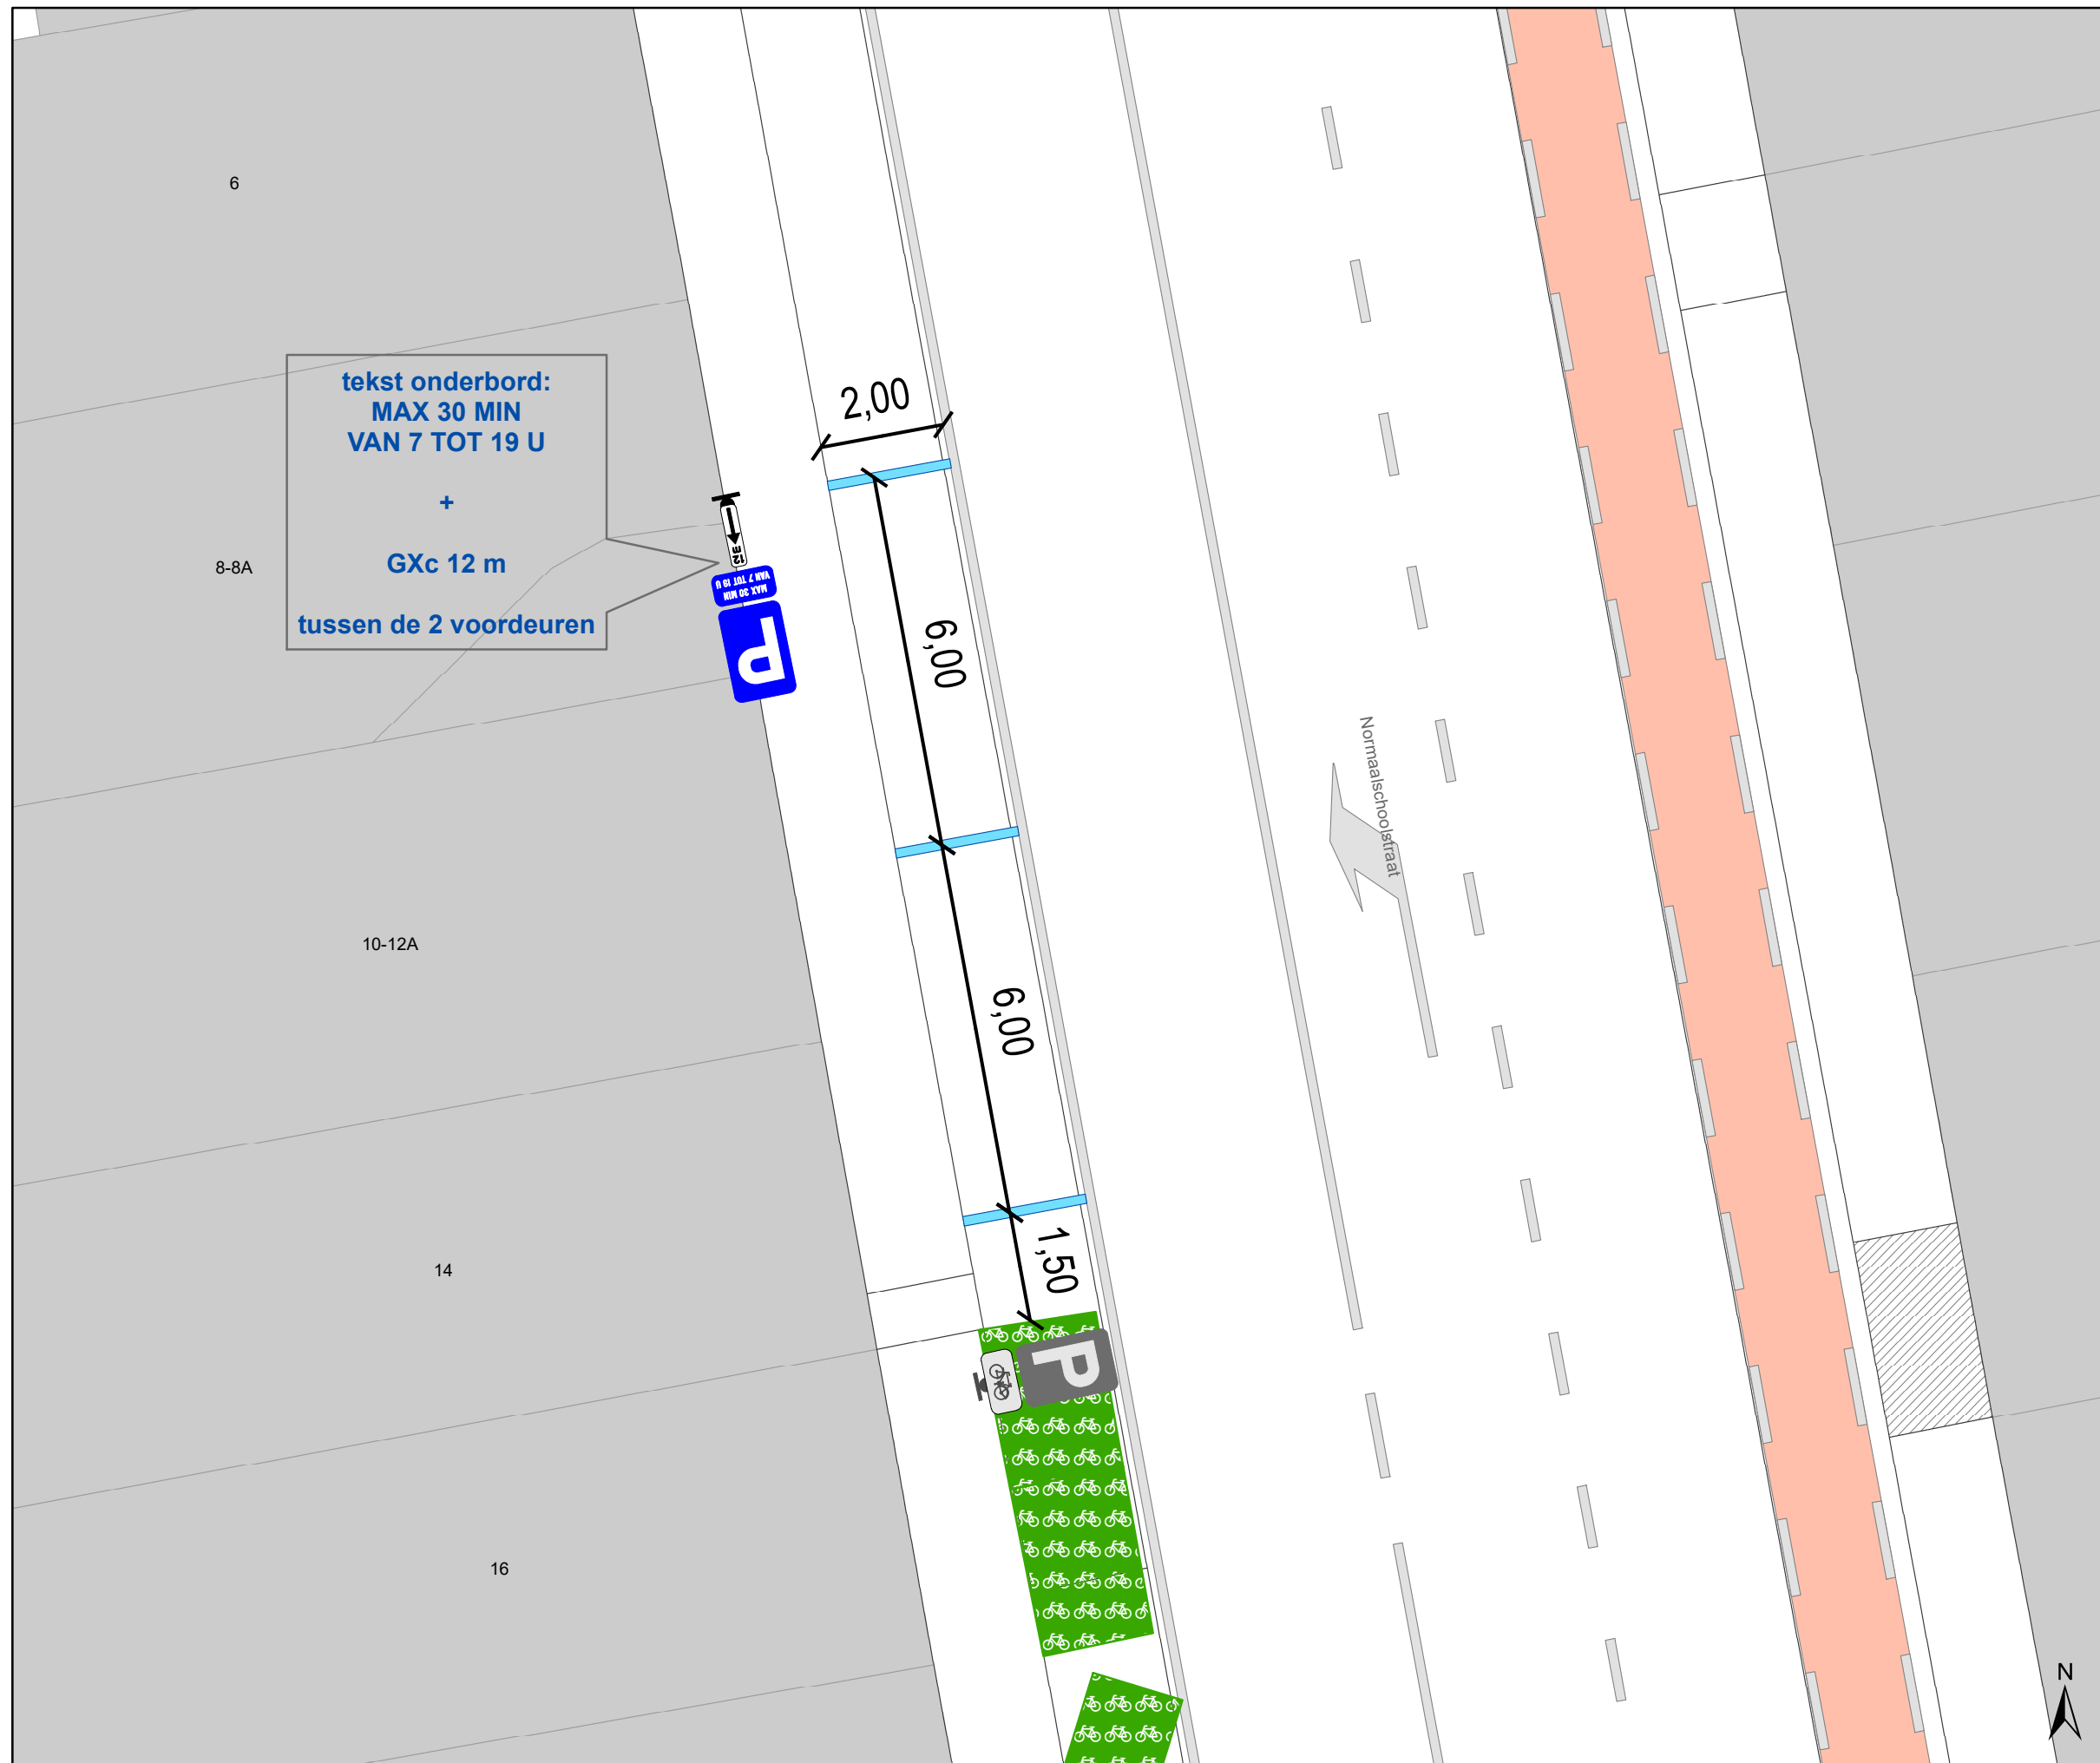 6
tekst onderbord:
MAX 30 MIN
VAN 7 TOT 19 U
+
GXc 12 m
tussen de 2 voordeuren
8-8A
2,00
MAX 30 MIN
VAN 7 TOT 19 U
P
6,00
Normaalschoolstraat
10-12A
6,00
14
1,50
P
16
N